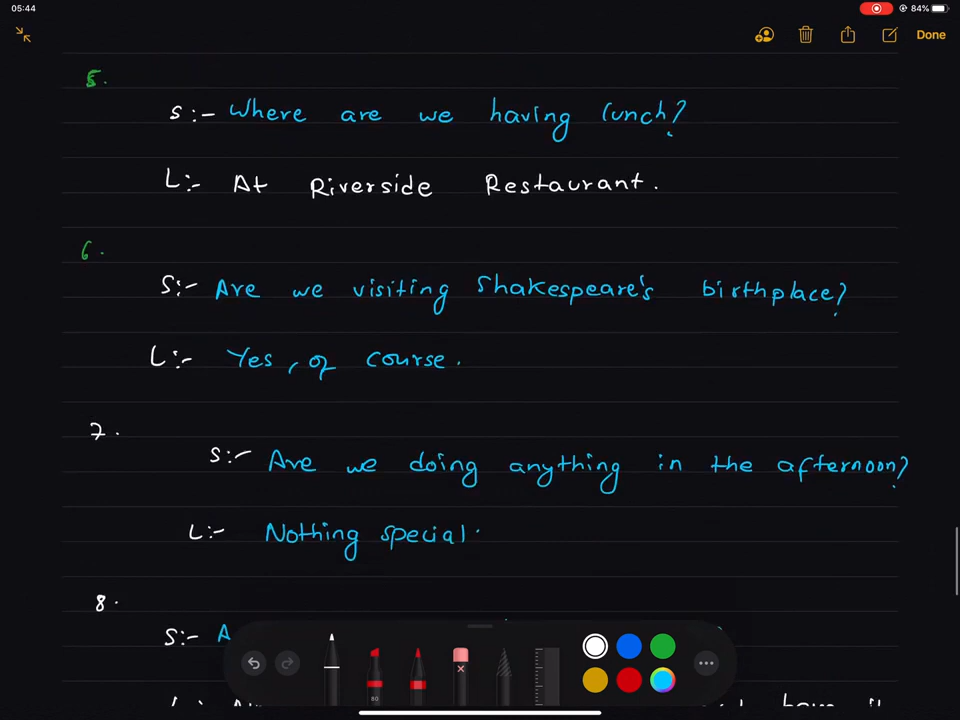 05:44
84%
Done
5.
S:- Where are we having lunch?
L:- At Riverside Restaurant.
6.
S:- Are we visiting Shakespeare's birthplace?
L:- Yes, of course.
7.
S:- Are we doing anything in the afternoon?
L:- Nothing special.
8.
S:- A
80